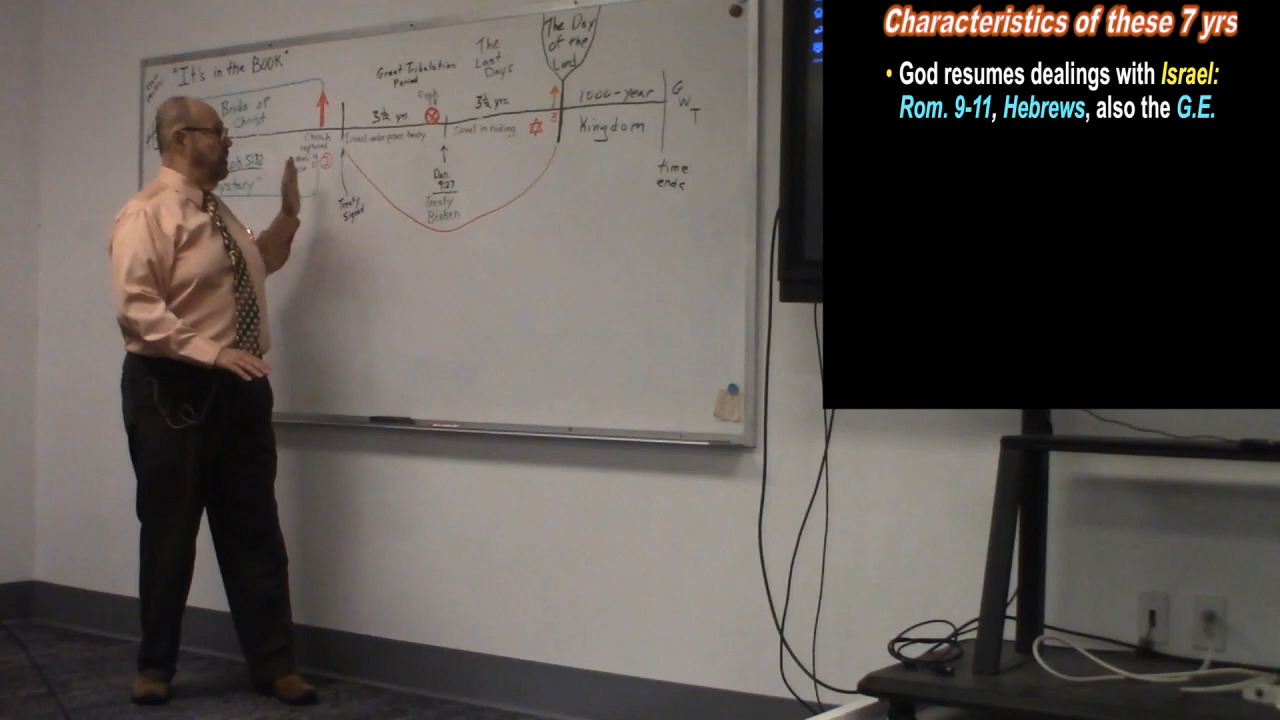 "It's in the BOOK"
Bride of
Christ
Great Tribulation
Period
The
Last
Days
The Day
of the
Lord
3½ yrs
3½ yrs
1000-year
Kingdom
G
W
T
Church
Israel under peace treaty
Israel in hiding
Treaty
Signed
Dan.
9:27
Treaty
Broken
time
ends
Characteristics of these 7 yrs
• God resumes dealings with Israel:
Rom. 9-11, Hebrews, also the G.E.